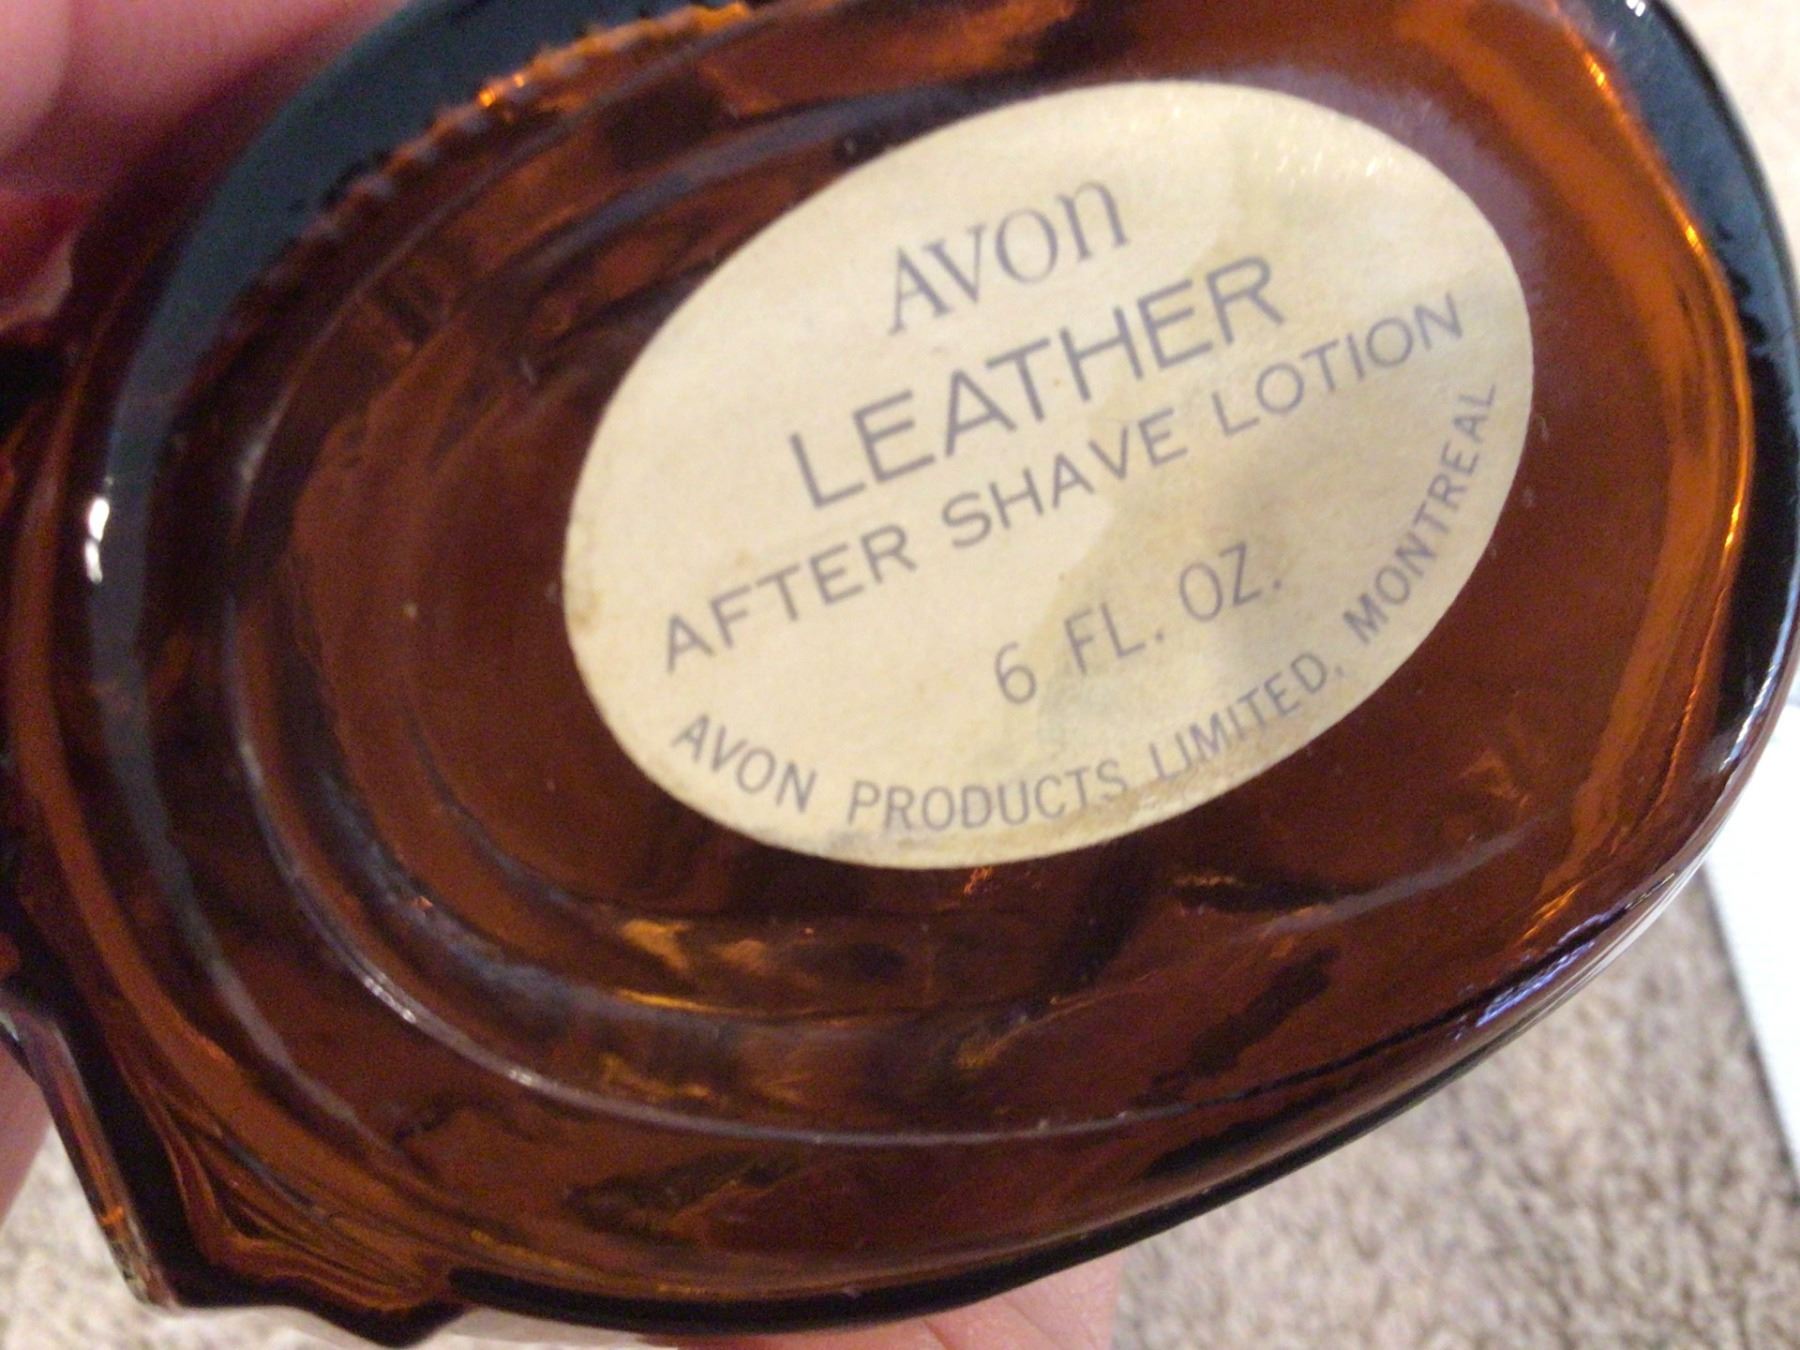 AVON
LEATHER
AFTER SHAVE LOTION
6 FL. OZ.
AVON PRODUCTS LIMITED, MONTREAL